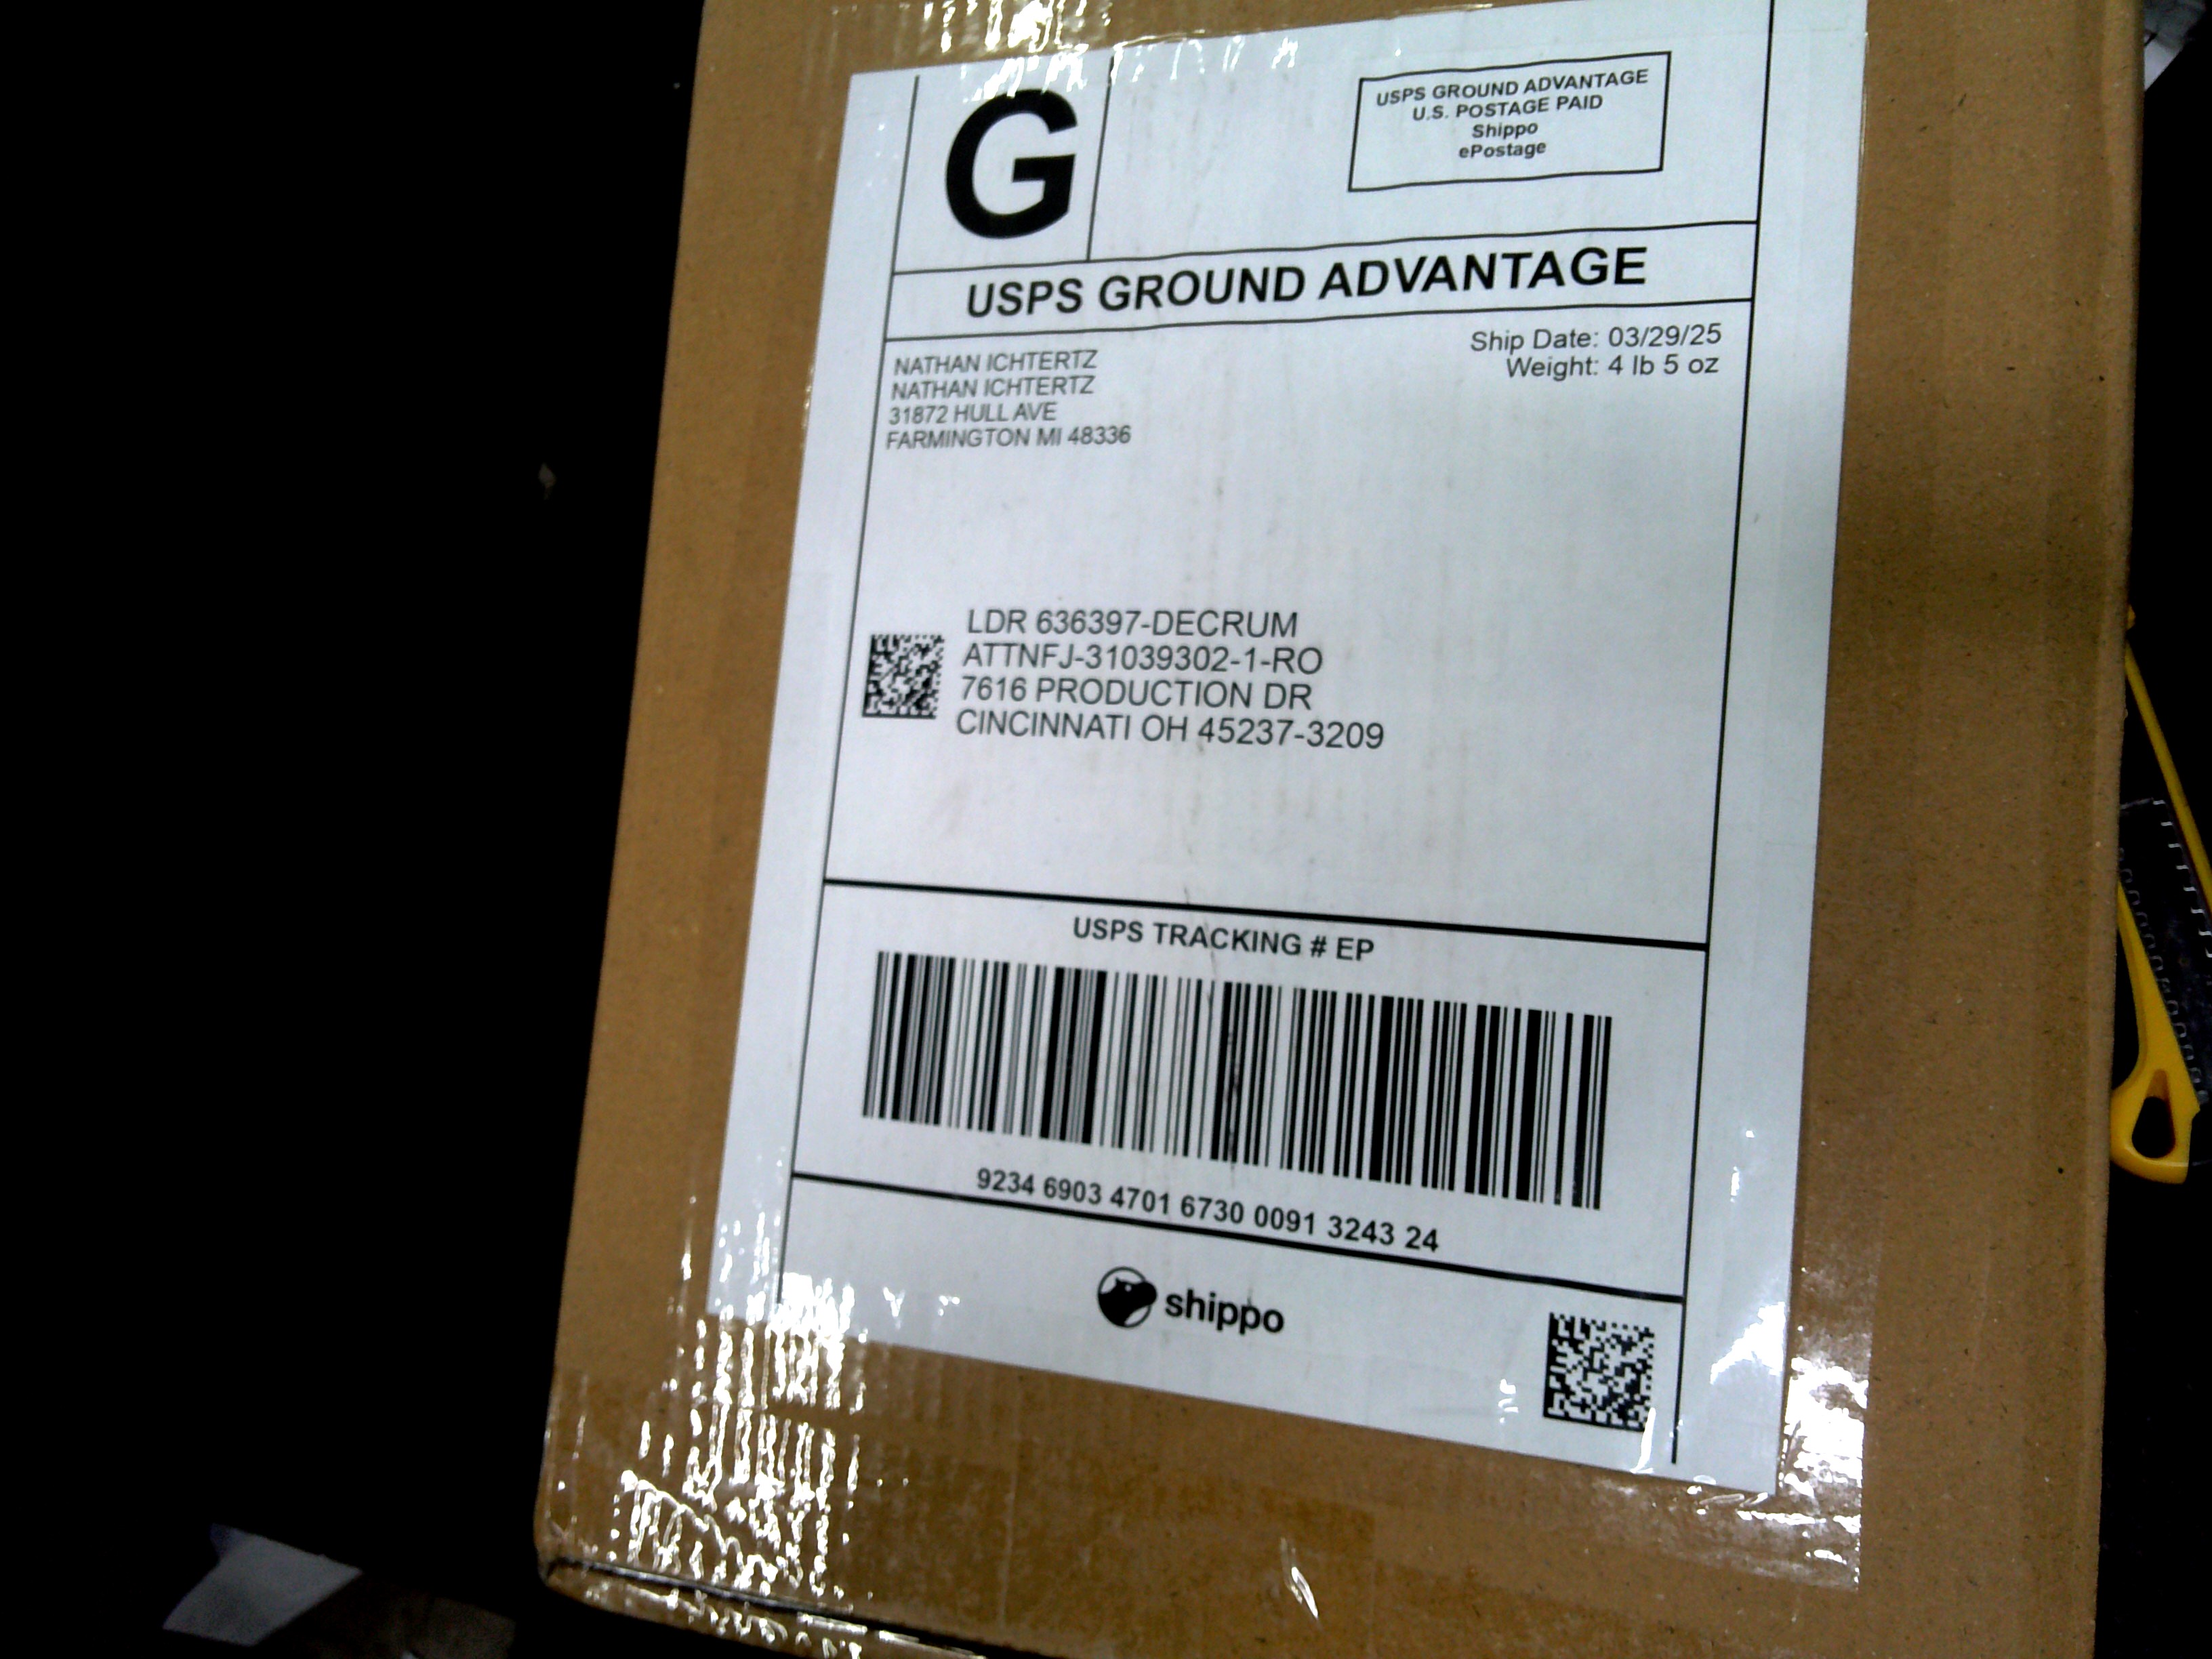 G
USPS GROUND ADVANTAGE
U.S. POSTAGE PAID
Shippo
ePostage
USPS GROUND ADVANTAGE
NATHAN ICHTERTZ
NATHAN ICHTERTZ
31872 HULL AVE
FARMINGTON MI 48336
Ship Date: 03/29/25
Weight: 4 lb 5 oz
LDR 636397-DECRUM
ATTNFJ-31039302-1-RO
7616 PRODUCTION DR
CINCINNATI OH 45237-3209
USPS TRACKING # EP
9234 6903 4701 6730 0091 3243 24
shippo